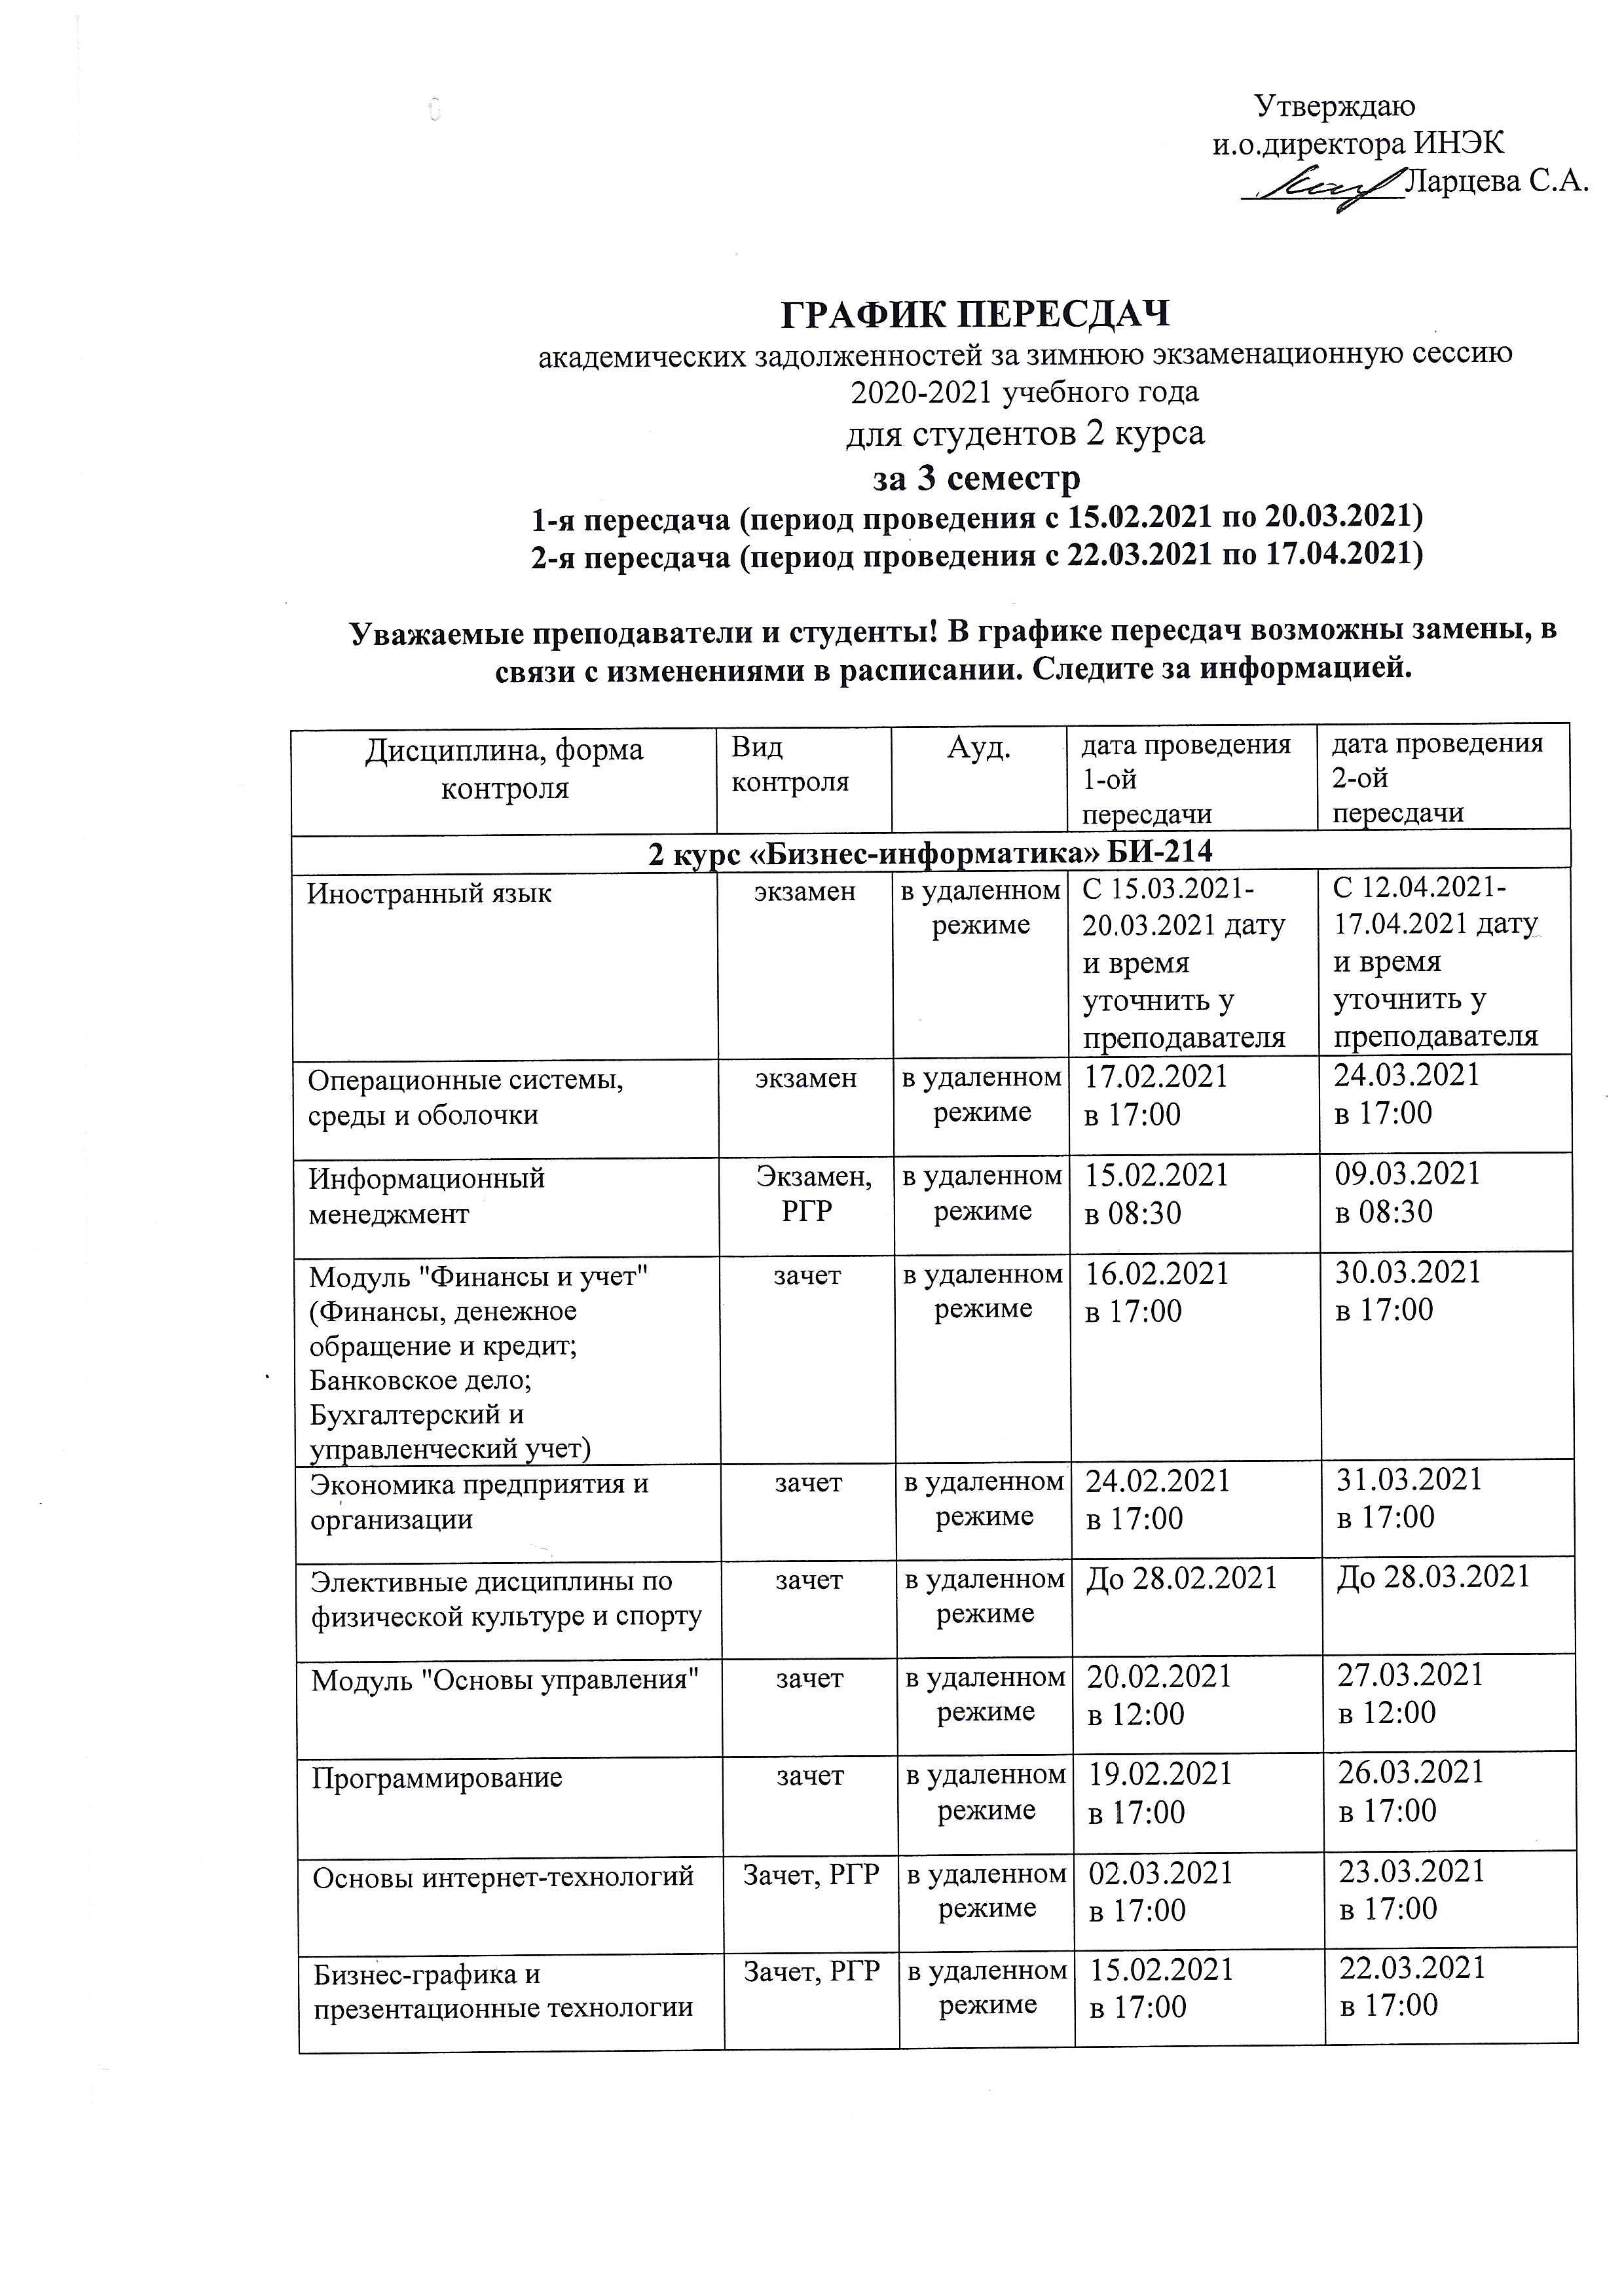 Утверждаю
и.о.директора ИНЭК
Ларцева С.А.
ГРАФИК ПЕРЕСДАЧ
академических задолженностей за зимнюю экзаменационную сессию
2020-2021 учебного года
для студентов 2 курса
за 3 семестр
1-я пересдача (период проведения с 15.02.2021 по 20.03.2021)
2-я пересдача (период проведения с 22.03.2021 по 17.04.2021)
Уважаемые преподаватели и студенты! В графике пересдач возможны замены, в
связи с изменениями в расписании. Следите за информацией.
Дисциплина, форма
контроля
Вид
контроля
Ауд.
дата проведения
1-ой
пересдачи
дата проведения
2-ой
пересдачи
2 курс «Бизнес-информатика» БИ-214
Иностранный язык
экзамен
в удаленном
режиме
С 15.03.2021-
20.03.2021 дату
и время
уточнить у
преподавателя
С 12.04.2021-
17.04.2021 дату
и время
уточнить у
преподавателя
Операционные системы,
среды и оболочки
экзамен
в удаленном
режиме
17.02.2021
в 17:00
24.03.2021
в 17:00
Информационный
менеджмент
Экзамен,
РГР
в удаленном
режиме
15.02.2021
в 08:30
09.03.2021
в 08:30
Модуль "Финансы и учет"
(Финансы, денежное
обращение и кредит;
Банковское дело;
Бухгалтерский и
управленческий учет)
зачет
в удаленном
режиме
16.02.2021
в 17:00
30.03.2021
в 17:00
Экономика предприятия и
организации
зачет
в удаленном
режиме
24.02.2021
в 17:00
31.03.2021
в 17:00
Элективные дисциплины по
физической культуре и спорту
зачет
в удаленном
режиме
До 28.02.2021
До 28.03.2021
Модуль "Основы управления"
зачет
в удаленном
режиме
20.02.2021
в 12:00
27.03.2021
в 12:00
Программирование
зачет
в удаленном
режиме
19.02.2021
в 17:00
26.03.2021
в 17:00
Основы интернет-технологий
Зачет, РГР
в удаленном
режиме
02.03.2021
в 17:00
23.03.2021
в 17:00
Бизнес-графика и
презентационные технологии
Зачет, РГР
в удаленном
режиме
15.02.2021
в 17:00
22.03.2021
в 17:00